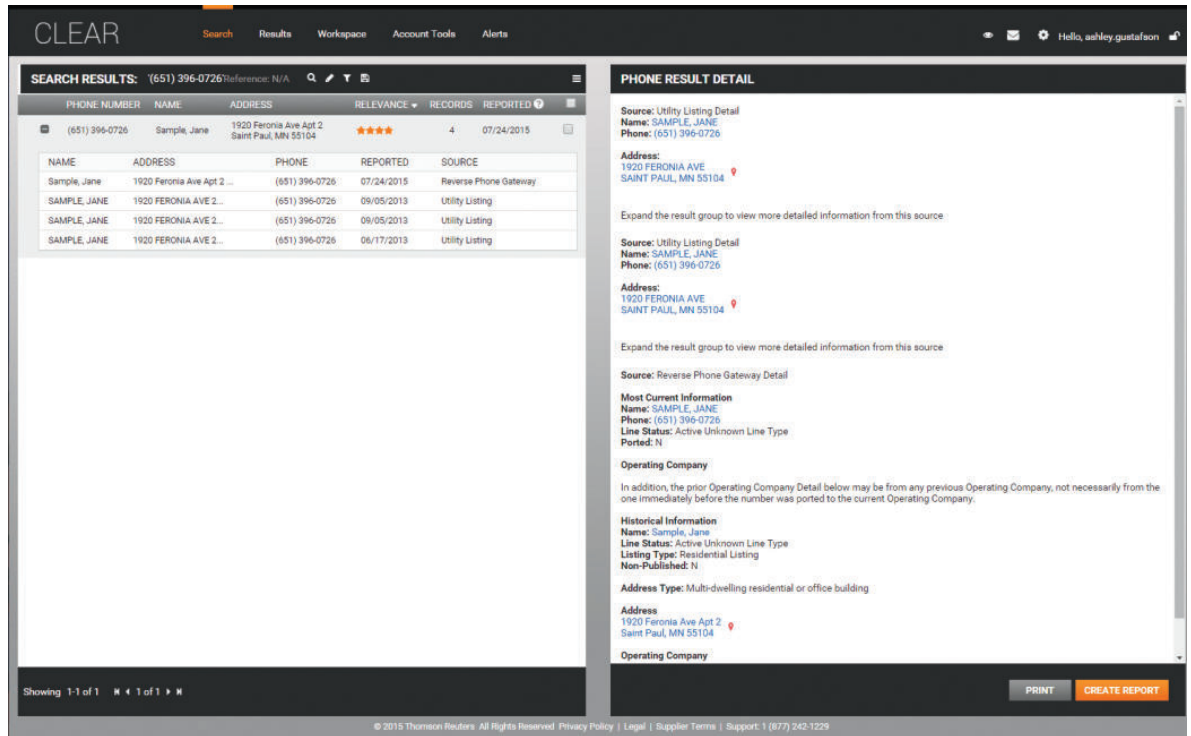 CLEAR
Search Results Workspace Account Tools Alerts
Hello, ashley.gustafson
SEARCH RESULTS: '(651) 396-0726'Reference: N/A
PHONE NUMBER NAME ADDRESS RELEVANCE RECORDS REPORTED ?
(651) 396-0726 Sample, Jane 1920 Feronia Ave Apt 2 4 07/24/2015
Saint Paul, MN 55104
NAME ADDRESS PHONE REPORTED SOURCE
Sample, Jane 1920 Feronia Ave Apt 2 ... (651) 396-0726 07/24/2015 Reverse Phone Gateway
SAMPLE, JANE 1920 FERONIA AVE 2... (651) 396-0726 09/05/2013 Utility Listing
SAMPLE, JANE 1920 FERONIA AVE 2... (651) 396-0726 09/05/2013 Utility Listing
SAMPLE, JANE 1920 FERONIA AVE 2... (651) 396-0726 06/17/2013 Utility Listing
Showing 1-1 of 1 1 of 1
PHONE RESULT DETAIL
Source: Utility Listing Detail
Name: SAMPLE, JANE
Phone: (651) 396-0726
Address:
1920 FERONIA AVE
SAINT PAUL, MN 55104
Expand the result group to view more detailed information from this source
Source: Utility Listing Detail
Name: SAMPLE, JANE
Phone: (651) 396-0726
Address:
1920 FERONIA AVE
SAINT PAUL, MN 55104
Expand the result group to view more detailed information from this source
Source: Reverse Phone Gateway Detail
Most Current Information
Name: SAMPLE, JANE
Phone: (651) 396-0726
Line Status: Active Unknown Line Type
Ported: N
Operating Company
In addition, the prior Operating Company Detail below may be from any previous Operating Company, not necessarily from the
one immediately before the number was ported to the current Operating Company.
Historical Information
Name: Sample, Jane
Line Status: Active Unknown Line Type
Listing Type: Residential Listing
Non-Published: N
Address Type: Multi-dwelling residential or office building
Address
1920 Feronia Ave Apt 2
Saint Paul, MN 55104
Operating Company
PRINT CREATE REPORT
© 2015 Thomson Reuters All Rights Reserved Privacy Policy | Legal | Supplier Terms | Support: 1 (877) 242-1229